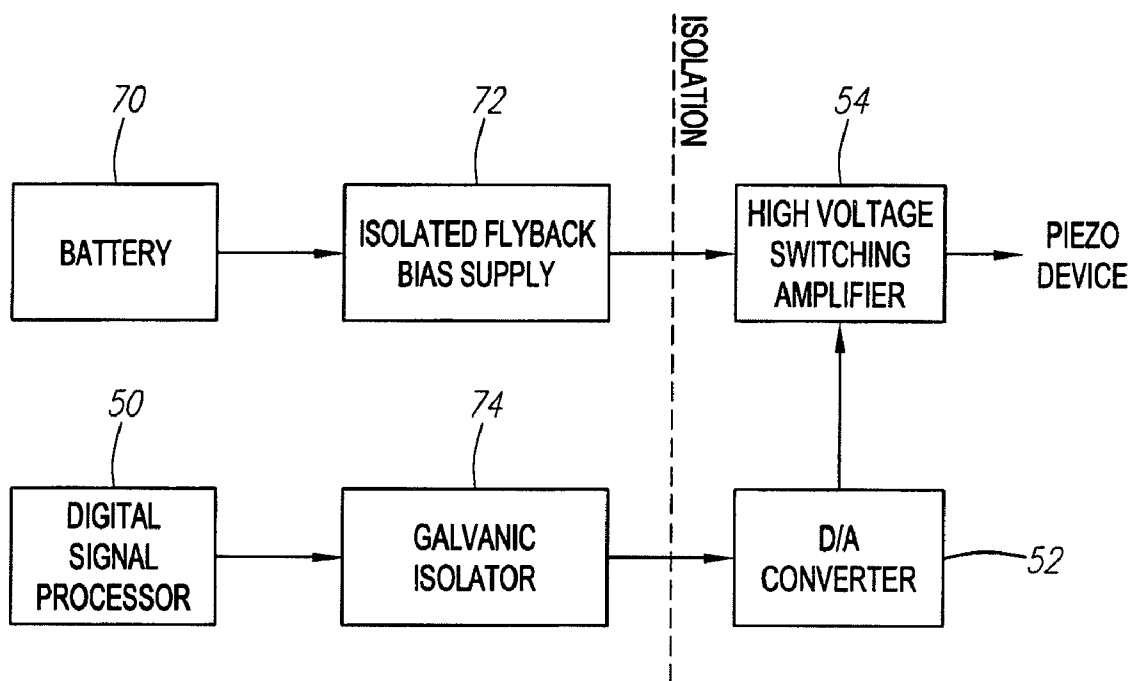 ISOLATION
70
72
54
BATTERY
ISOLATED FLYBACK
BIAS SUPPLY
HIGH VOLTAGE
SWITCHING
AMPLIFIER
PIEZO
DEVICE
50
74
DIGITAL
SIGNAL
PROCESSOR
GALVANIC
ISOLATOR
D/A
CONVERTER
52